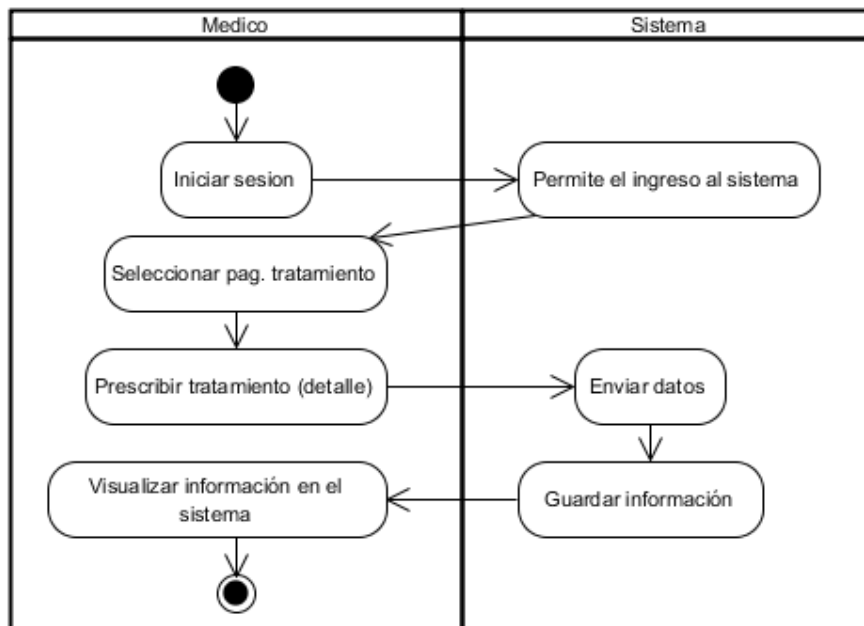 Medico
Sistema
Iniciar sesion
Permite el ingreso al sistema
Seleccionar pag. tratamiento
Prescribir tratamiento (detalle)
Enviar datos
Visualizar información en el
sistema
Guardar información